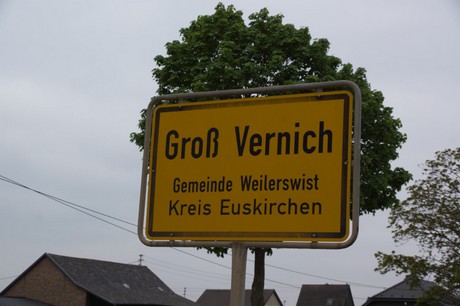 Groß Vernich
Gemeinde Weilerswist
Kreis Euskirchen